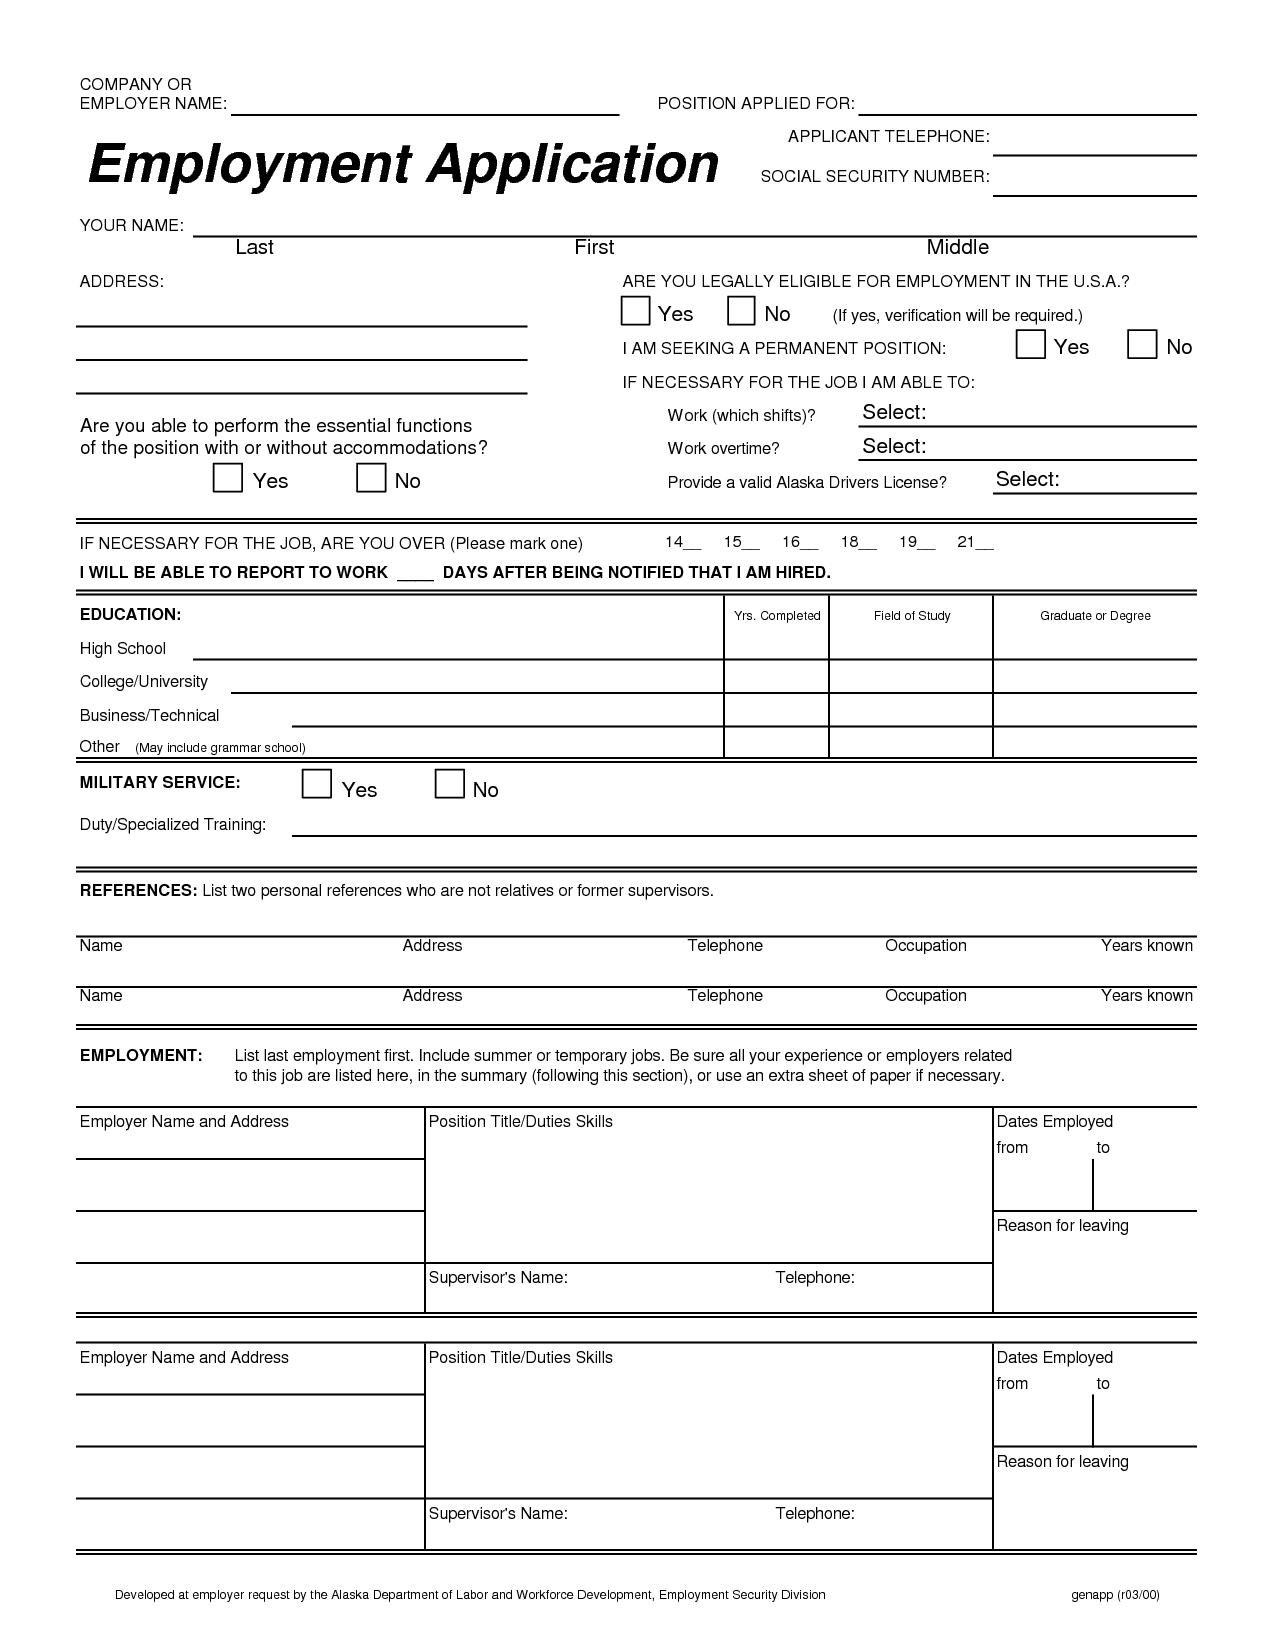 COMPANY OR
EMPLOYER NAME: POSITION APPLIED FOR:
APPLICANT TELEPHONE:
Employment Application
SOCIAL SECURITY NUMBER:
YOUR NAME:
Last First Middle
ADDRESS: ARE YOU LEGALLY ELIGIBLE FOR EMPLOYMENT IN THE U.S.A.?
Yes No (If yes, verification will be required.)
I AM SEEKING A PERMANENT POSITION: Yes No
IF NECESSARY FOR THE JOB I AM ABLE TO:
Work (which shifts)? Select:
Are you able to perform the essential functions
of the position with or without accommodations? Work overtime? Select:
Yes No Provide a valid Alaska Drivers License? Select:
IF NECESSARY FOR THE JOB, ARE YOU OVER (Please mark one) 14__ 15__ 16__ 18__ 19__ 21__
I WILL BE ABLE TO REPORT TO WORK ____ DAYS AFTER BEING NOTIFIED THAT I AM HIRED.
EDUCATION: Yrs. Completed Field of Study Graduate or Degree
High School
College/University
Business/Technical
Other (May include grammar school)
MILITARY SERVICE: Yes No
Duty/Specialized Training:
REFERENCES: List two personal references who are not relatives or former supervisors.
Name Address Telephone Occupation Years known
Name Address Telephone Occupation Years known
EMPLOYMENT: List last employment first. Include summer or temporary jobs. Be sure all your experience or employers related
to this job are listed here, in the summary (following this section), or use an extra sheet of paper if necessary.
Employer Name and Address Position Title/Duties Skills Dates Employed
from to
Reason for leaving
Supervisor's Name: Telephone:
Employer Name and Address Position Title/Duties Skills Dates Employed
from to
Reason for leaving
Supervisor's Name: Telephone:
Developed at employer request by the Alaska Department of Labor and Workforce Development, Employment Security Division genapp (r03/00)